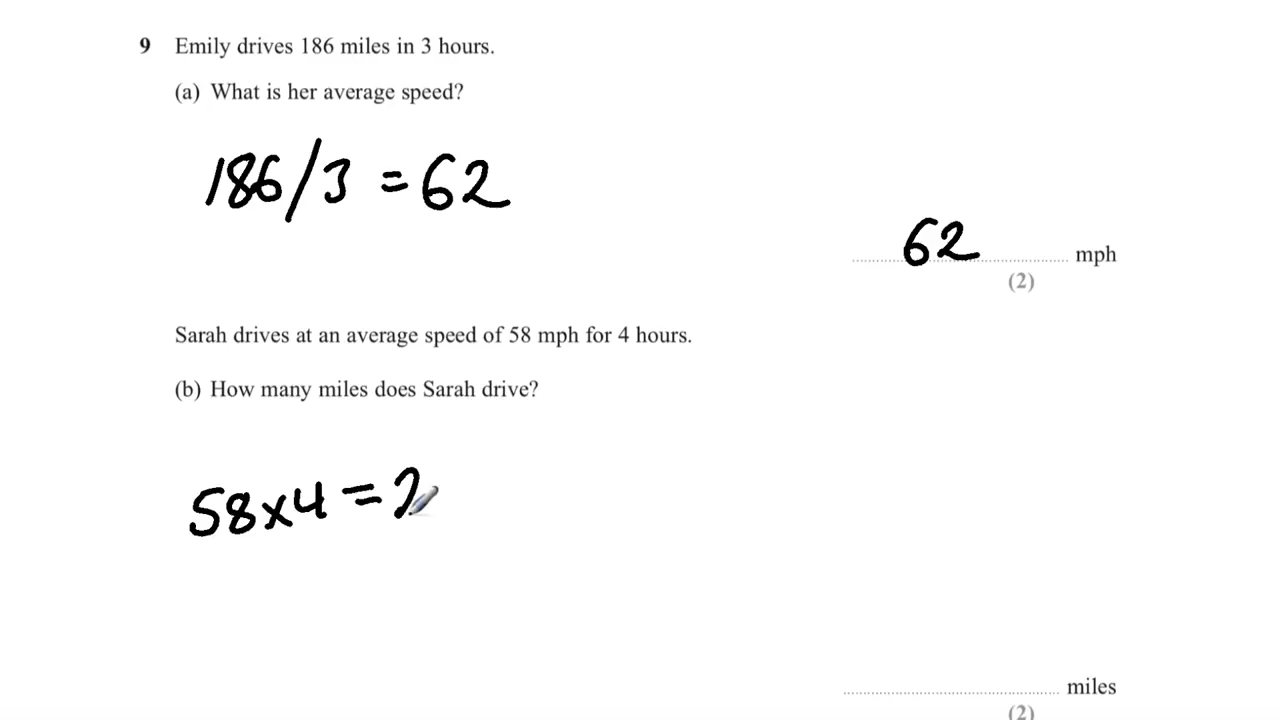 9 Emily drives 186 miles in 3 hours.
(a) What is her average speed?
186/3 = 62
62 mph
(2)
Sarah drives at an average speed of 58 mph for 4 hours.
(b) How many miles does Sarah drive?
58x4 = 2
miles
(2)